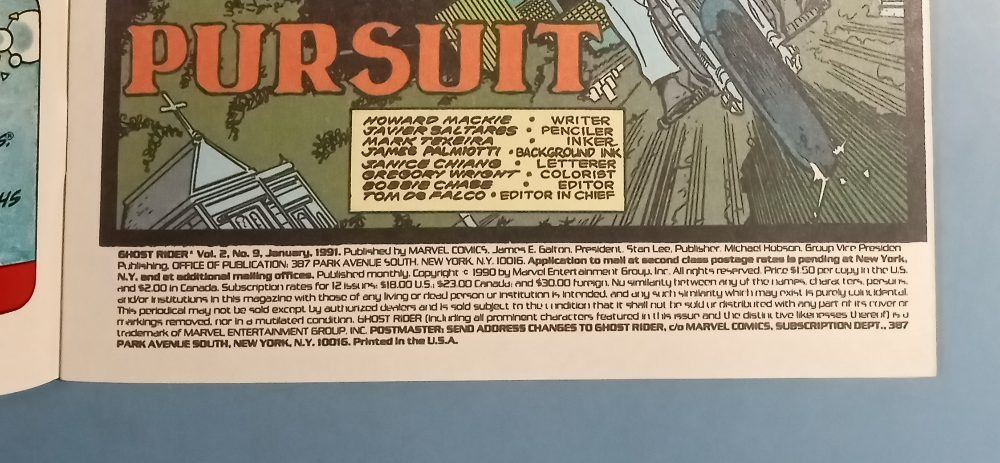 PURSUIT
HOWARD MACKIE WRITER
JAVIER SALTARES • PENCILER
MARK TEXEIRA • INKER
JAMES PALMIOTTI • BACKGROUND INK
JANICE CHIANG • LETTERER
GREGORY WRIGHT • COLORIST
BOBBIE CHASE • EDITOR
TOM DE FALCO • EDITOR IN CHIEF
GHOST RIDER® Vol. 2, No. 9, January, 1991. Published by MARVEL COMICS, James E. Galton, President. Stan Lee, Publisher. Michael Hobson, Group Vice President
Publishing. OFFICE OF PUBLICATION: 387 PARK AVENUE SOUTH, NEW YORK, N.Y. 10016. Application to mail at second class postage rates is pending at New York,
N.Y. and at additional mailing offices. Published monthly. Copyright © 1990 by Marvel Entertainment Group, Inc. All rights reserved. Price $1.50 per copy in the U.S.
and $2.00 in Canada. Subscription rates for 12 issues: $18.00 U.S.; $23.00 Canada; and $30.00 foreign. No similarity between any of the names, characters, persons,
and/or institutions in this magazine with those of any living or dead person or institution is intended, and any such similarity which may exist is purely coincidental.
This periodical may not be sold except by authorized dealers and is sold subject to the condition that it shall not be sold or distributed with any part of its cover or
markings removed, nor in a mutilated condition. GHOST RIDER (including all prominent characters featured in this issue and the distinctive likenesses thereof) is a
trademark of MARVEL ENTERTAINMENT GROUP, INC. POSTMASTER: SEND ADDRESS CHANGES TO GHOST RIDER, c/o MARVEL COMICS, SUBSCRIPTION DEPT., 387
PARK AVENUE SOUTH, NEW YORK, N.Y. 10016. Printed in the U.S.A.